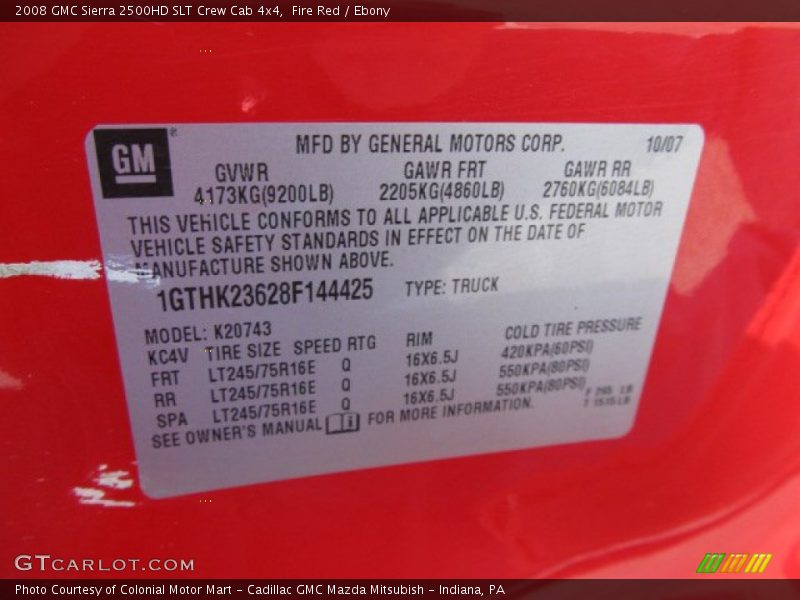 2008 GMC Sierra 2500HD SLT Crew Cab 4x4,  Fire Red / Ebony
GM® MFD BY GENERAL MOTORS CORP. 10/07
GVWR GAWR FRT GAWR RR
4173KG(9200LB) 2205KG(4860LB) 2760KG(6084LB)
THIS VEHICLE CONFORMS TO ALL APPLICABLE U.S. FEDERAL MOTOR
VEHICLE SAFETY STANDARDS IN EFFECT ON THE DATE OF
MANUFACTURE SHOWN ABOVE.
1GTHK23628F144425 TYPE: TRUCK
MODEL: K20743
KC4V TIRE SIZE SPEED RTG RIM COLD TIRE PRESSURE
FRT LT245/75R16E Q 16X6.5J 420KPA(60PSI)
RR LT245/75R16E Q 16X6.5J 550KPA(80PSI)
SPA LT245/75R16E Q 16X6.5J 550KPA(80PSI)
F 265 LB
T 1515 LB
SEE OWNER'S MANUAL FOR MORE INFORMATION.
GTCARLOT.COM
Photo Courtesy of Colonial Motor Mart - Cadillac GMC Mazda Mitsubish - Indiana, PA